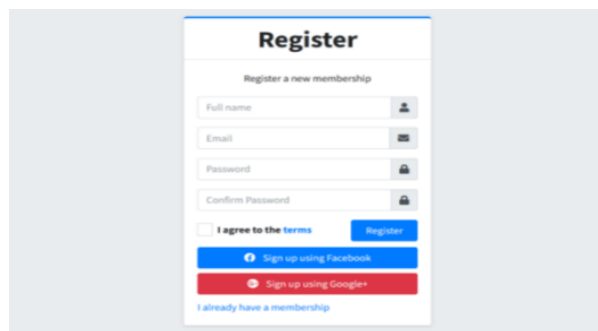 Register
Register a new membership
Full name
Email
Password
Confirm Password
I agree to the terms
Register
Sign up using Facebook
Sign up using Google+
I already have a membership